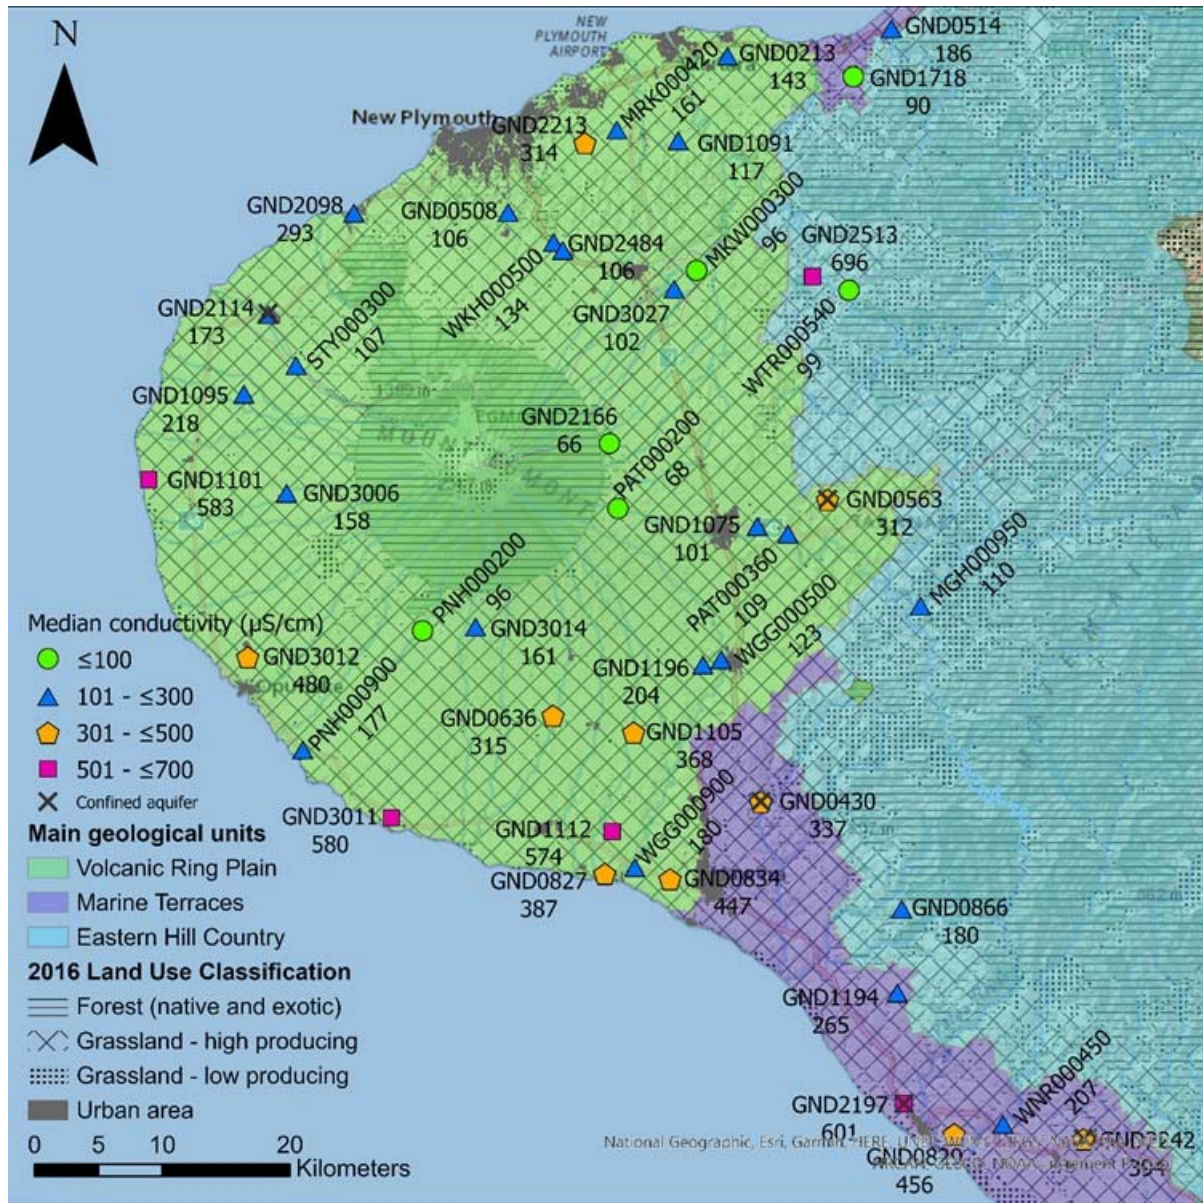 N
NEW
PLYMOUTH
AIRPORT
GND0514
186
GND0213
143
GND1718
90
MRK000420
161
New Plymouth
GND2213
314
GND1091
117
MKW000300
96
GND2098
293
GND0508
106
GND2484
106
WKH000500
134
GND2513
696
GND2114
173
STY000300
107
GND3027
102
WTR000540
99
GND1095
218
GND2166
66
PAT000200
68
MOUNT
GND1101
583
GND3006
158
GND1075
101
GND0563
312
PAT000360
109
MGH000950
110
PNH000200
96
WGG000500
123
GND3014
161
GND1196
204
GND3012
480
PNH000900
177
GND0636
315
GND1105
368
GND3011
580
GND1112
574
WGG000900
180
GND0430
337
GND0827
387
GND0834
447
GND0866
180
GND1194
265
WNR000450
207
GND2197
601
GND0829
456
GND3242
394
Median conductivity (µS/cm)
≤100
101 - ≤300
301 - ≤500
501 - ≤700
Confined aquifer
Main geological units
Volcanic Ring Plain
Marine Terraces
Eastern Hill Country
2016 Land Use Classification
Forest (native and exotic)
Grassland - high producing
Grassland - low producing
Urban area
0 5 10 20
Kilometers
National Geographic, Esri, Garmin, HERE,